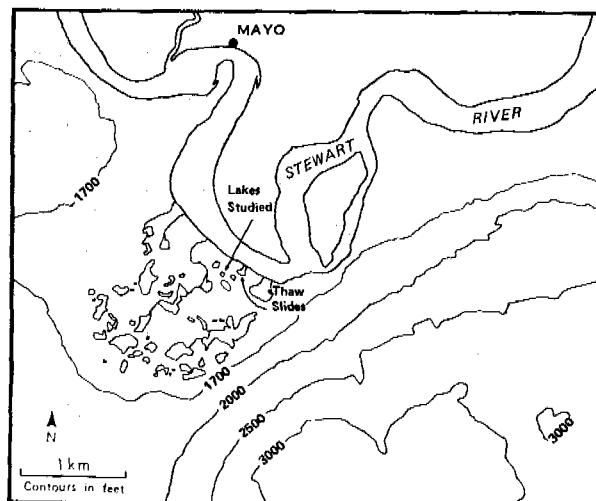 MAYO
STEWART RIVER
1700
Lakes
Studied
Thaw
Slides
1700
2000
2500
3000
3000
N
1 km
Contours in feet